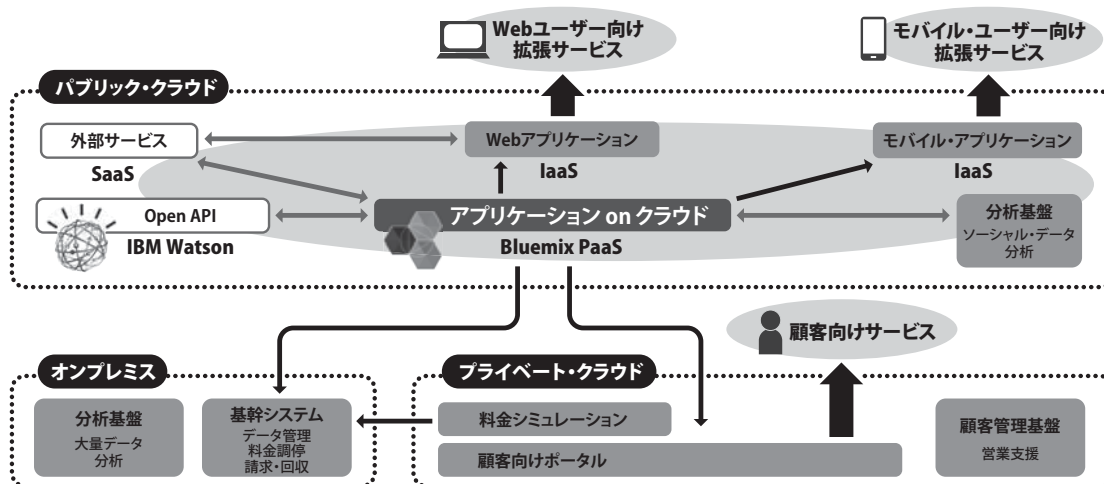 Webユーザー向け
拡張サービス
モバイル・ユーザー向け
拡張サービス
パブリック・クラウド
外部サービス
SaaS
Webアプリケーション
IaaS
モバイル・アプリケーション
IaaS
Open API
IBM Watson
アプリケーション on クラウド
Bluemix PaaS
分析基盤
ソーシャル・データ
分析
顧客向けサービス
オンプレミス
分析基盤
大量データ
分析
基幹システム
データ管理
料金調停
請求・回収
プライベート・クラウド
料金シミュレーション
顧客向けポータル
顧客管理基盤
営業支援